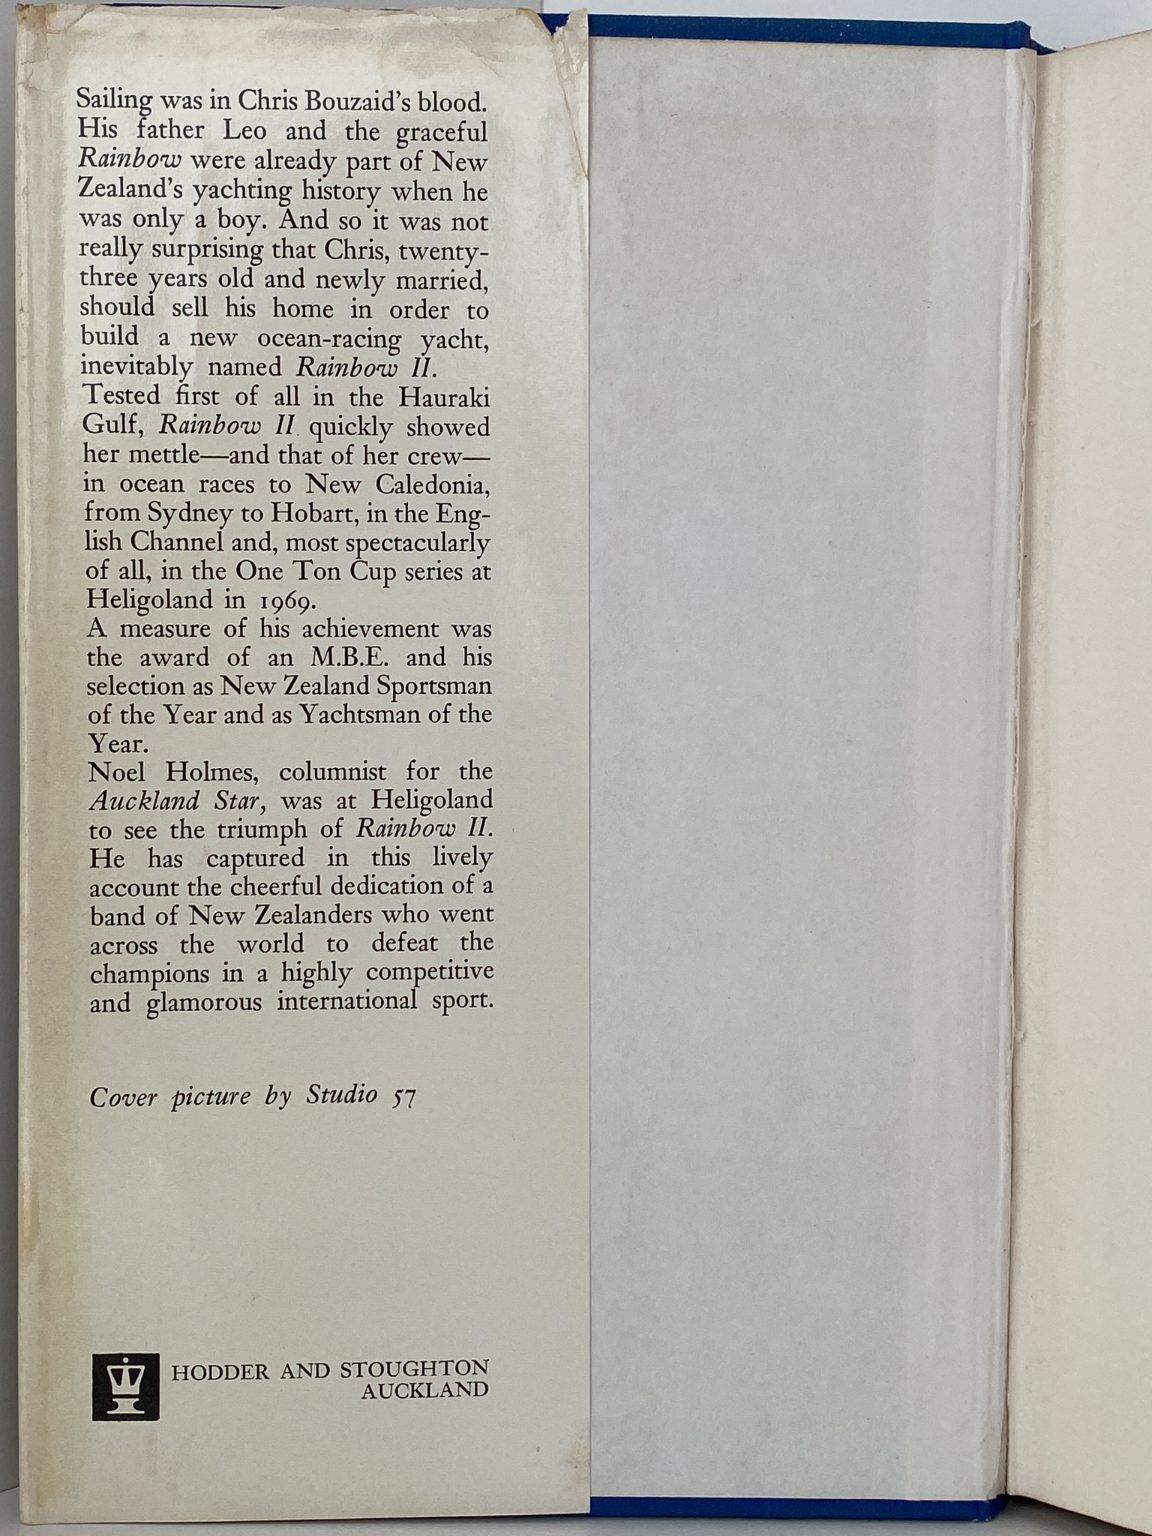 Sailing was in Chris Bouzaid's blood.
His father Leo and the graceful
Rainbow were already part of New
Zealand's yachting history when he
was only a boy. And so it was not
really surprising that Chris, twenty-
three years old and newly married,
should sell his home in order to
build a new ocean-racing yacht,
inevitably named Rainbow II.
Tested first of all in the Hauraki
Gulf, Rainbow II quickly showed
her mettle—and that of her crew—
in ocean races to New Caledonia,
from Sydney to Hobart, in the Eng-
lish Channel and, most spectacularly
of all, in the One Ton Cup series at
Heligoland in 1969.
A measure of his achievement was
the award of an M.B.E. and his
selection as New Zealand Sportsman
of the Year and as Yachtsman of the
Year.
Noel Holmes, columnist for the
Auckland Star, was at Heligoland
to see the triumph of Rainbow II.
He has captured in this lively
account the cheerful dedication of a
band of New Zealanders who went
across the world to defeat the
champions in a highly competitive
and glamorous international sport.
Cover picture by Studio 57
HODDER AND STOUGHTON
AUCKLAND